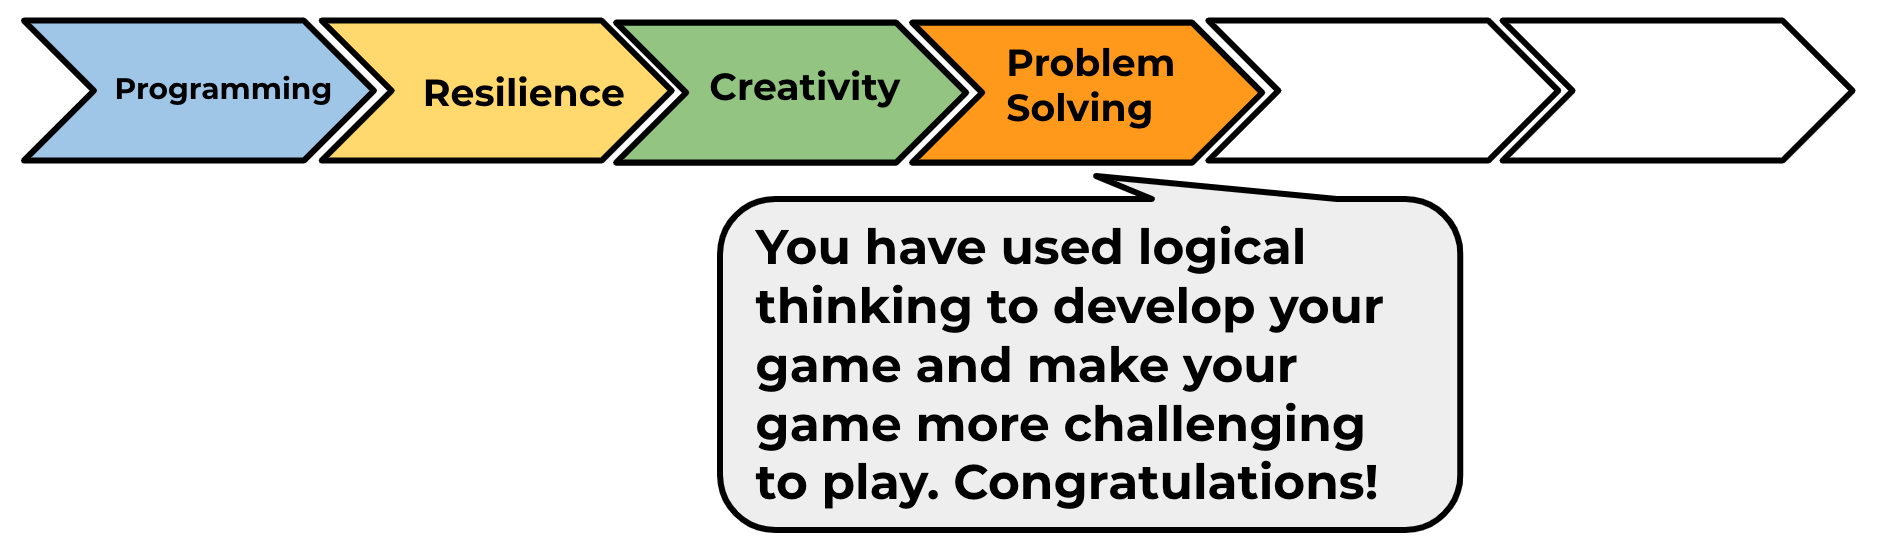 Programming
Resilience
Creativity
Problem
Solving
You have used logical
thinking to develop your
game and make your
game more challenging
to play. Congratulations!